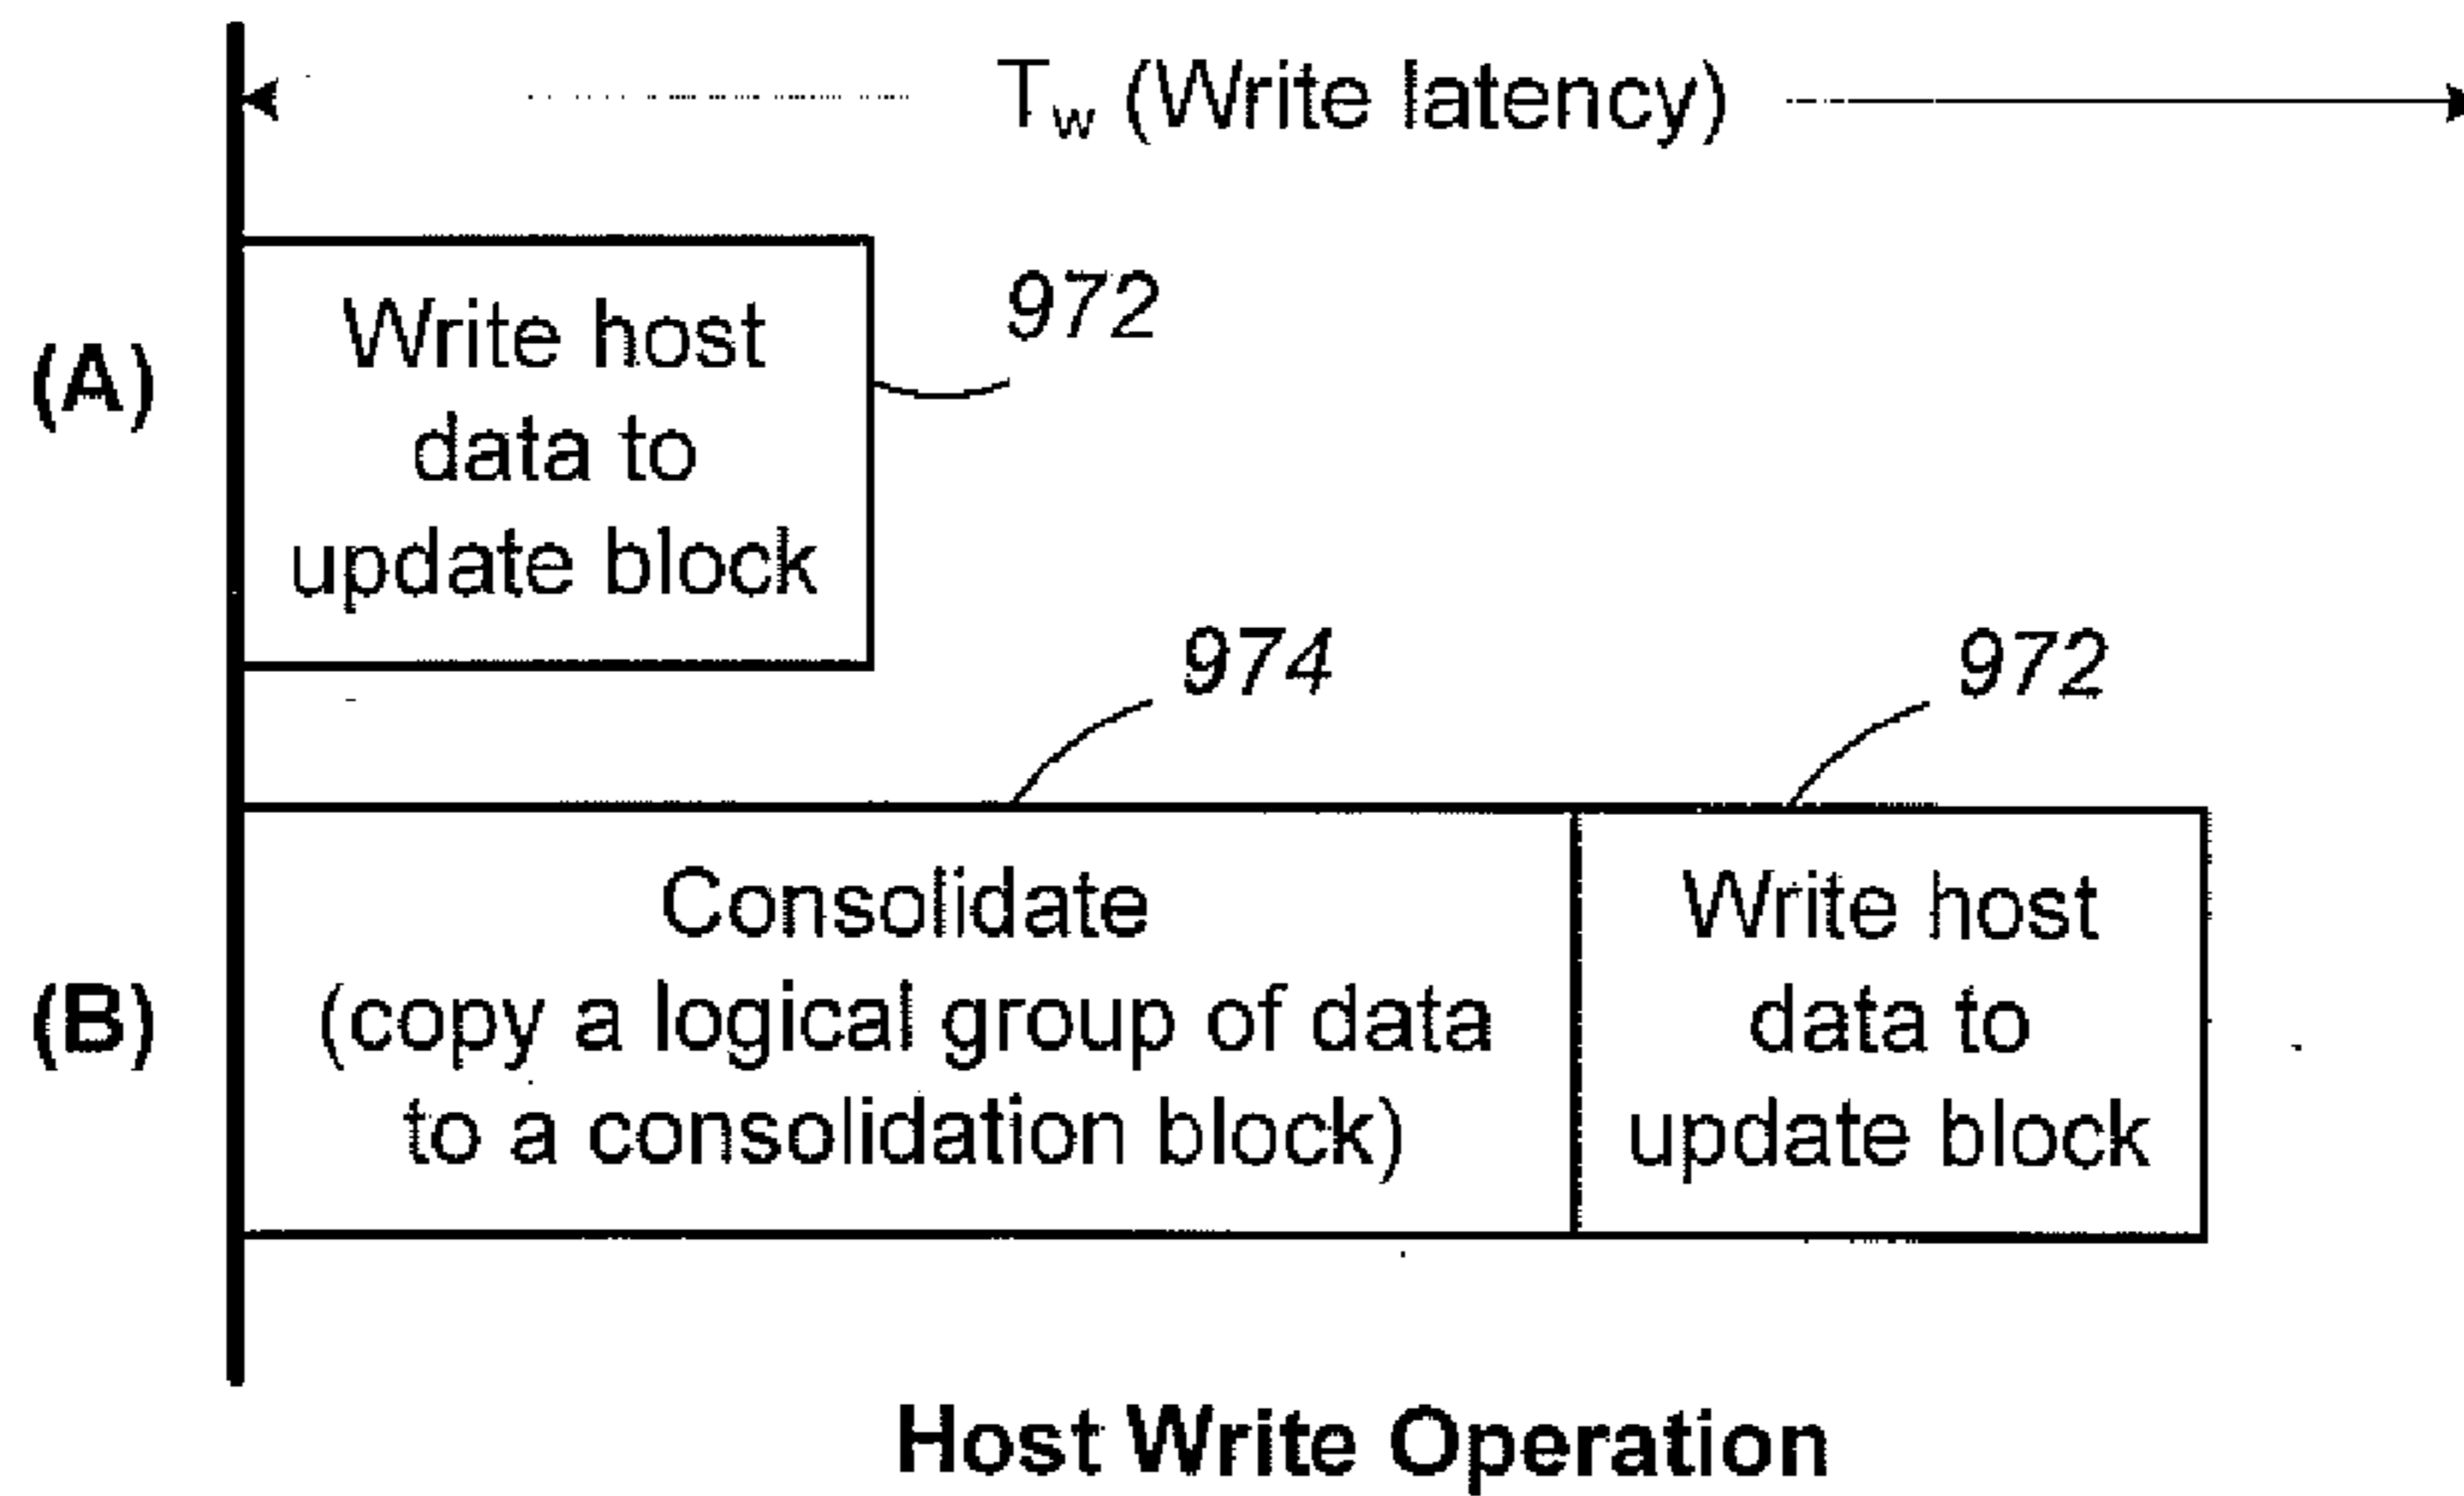 T_w (Write latency)
(A)
Write host
data to
update block
972
974
972
(B)
Consolidate
(copy a logical group of data
to a consolidation block)
Write host
data to
update block
Host Write Operation